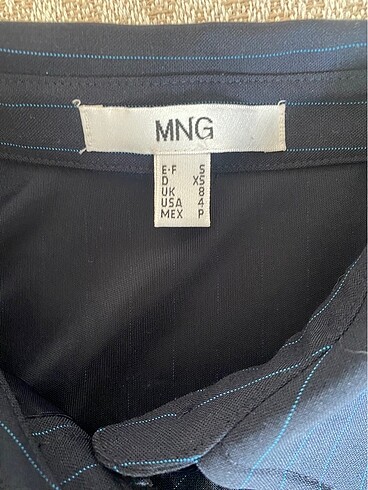 MNG
E·F S
D XS
UK 8
USA 4
MEX P